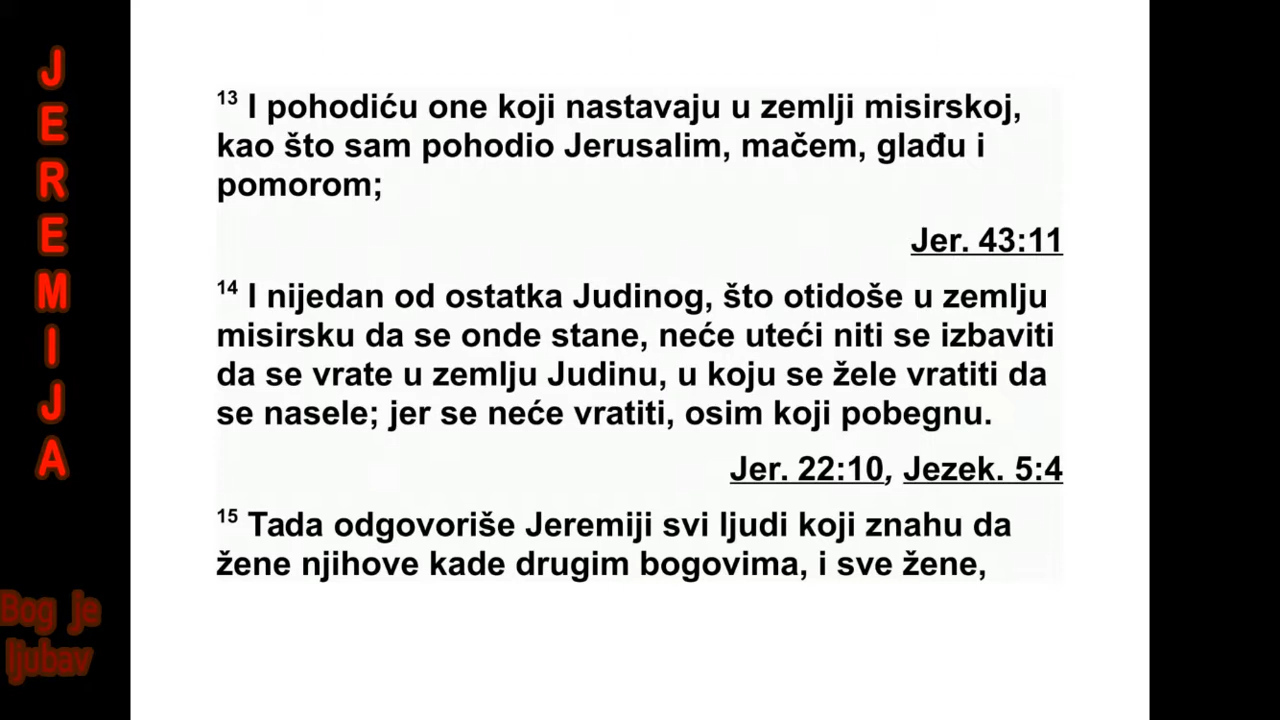 JEREMIJA
Bog je
ljubav
13 I pohodiću one koji nastavaju u zemlji misirskoj,
kao što sam pohodio Jerusalim, mačem, glađu i
pomorom;
Jer. 43:11
14 I nijedan od ostatka Judinog, što otidoše u zemlju
misirsku da se onde stane, neće uteći niti se izbaviti
da se vrate u zemlju Judinu, u koju se žele vratiti da
se nasele; jer se neće vratiti, osim koji pobegnu.
Jer. 22:10, Jezek. 5:4
15 Tada odgovoriše Jeremiji svi ljudi koji znahu da
žene njihove kade drugim bogovima, i sve žene,